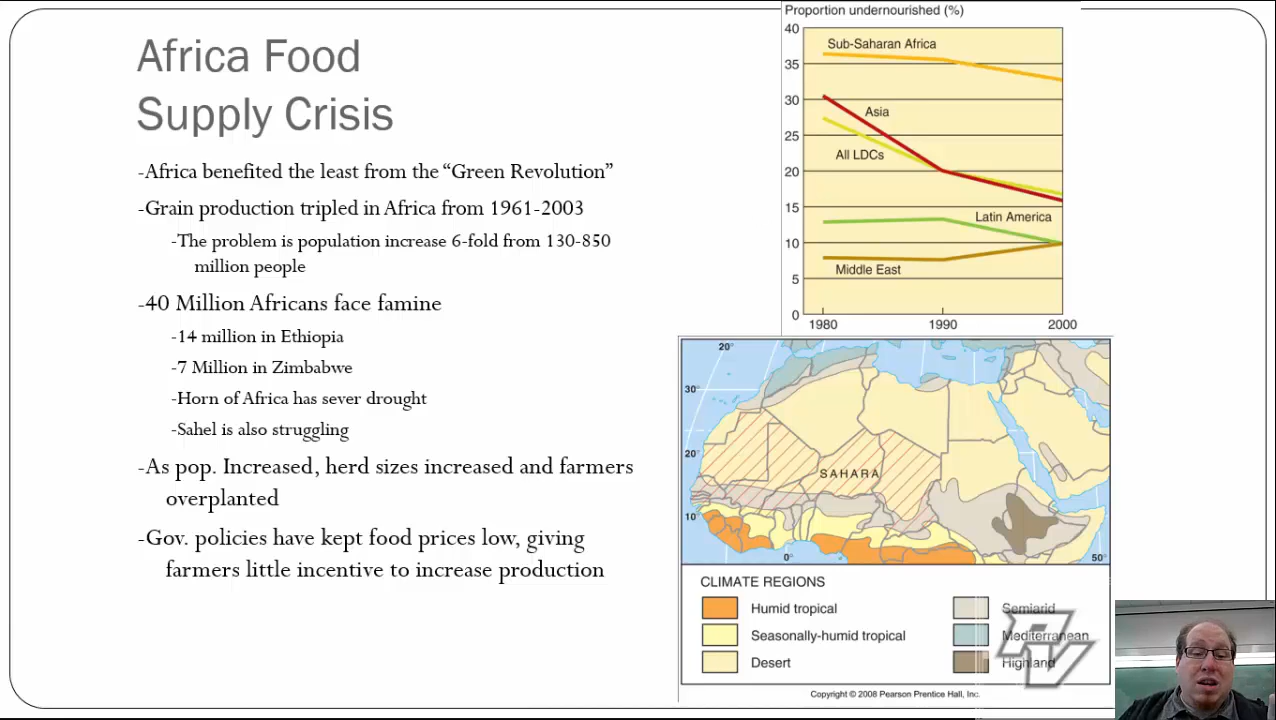 Africa Food
Supply Crisis
-Africa benefited the least from the “Green Revolution”
-Grain production tripled in Africa from 1961-2003
-The problem is population increase 6-fold from 130-850
million people
-40 Million Africans face famine
-14 million in Ethiopia
-7 Million in Zimbabwe
-Horn of Africa has sever drought
-Sahel is also struggling
-As pop. Increased, herd sizes increased and farmers
overplanted
-Gov. policies have kept food prices low, giving
farmers little incentive to increase production
Proportion undernourished (%)
40
Sub-Saharan Africa
35
30
Asia
25
All LDCs
20
15
Latin America
10
Middle East
5
0
1980 1990 2000
20°
30°
20°
SAHARA
10°
0° 50°
CLIMATE REGIONS
Humid tropical
Seasonally-humid tropical
Desert
Semiarid
Mediterranean
Highland
Copyright © 2008 Pearson Prentice Hall, Inc.